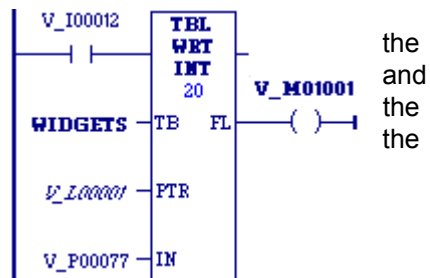 V_I00012
TBL
WRT
INT
20
V_M01001
WIDGETS
TB FL
V_L00001
PTR
V_P00077
IN
the
and
the
the